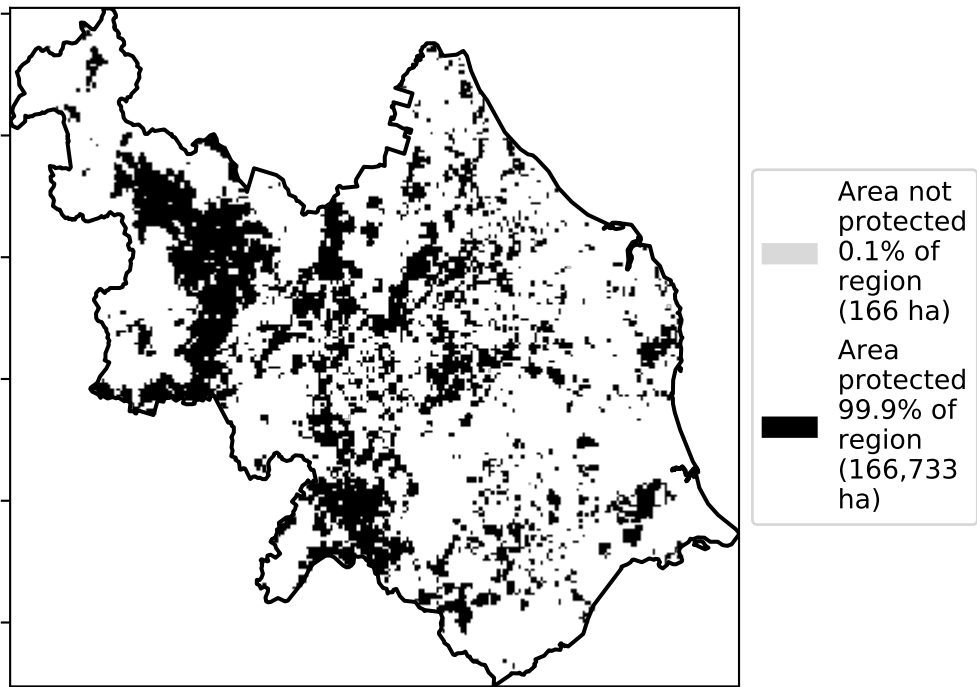 Area not
protected
0.1% of
region
(166 ha)
Area
protected
99.9% of
region
(166,733
ha)